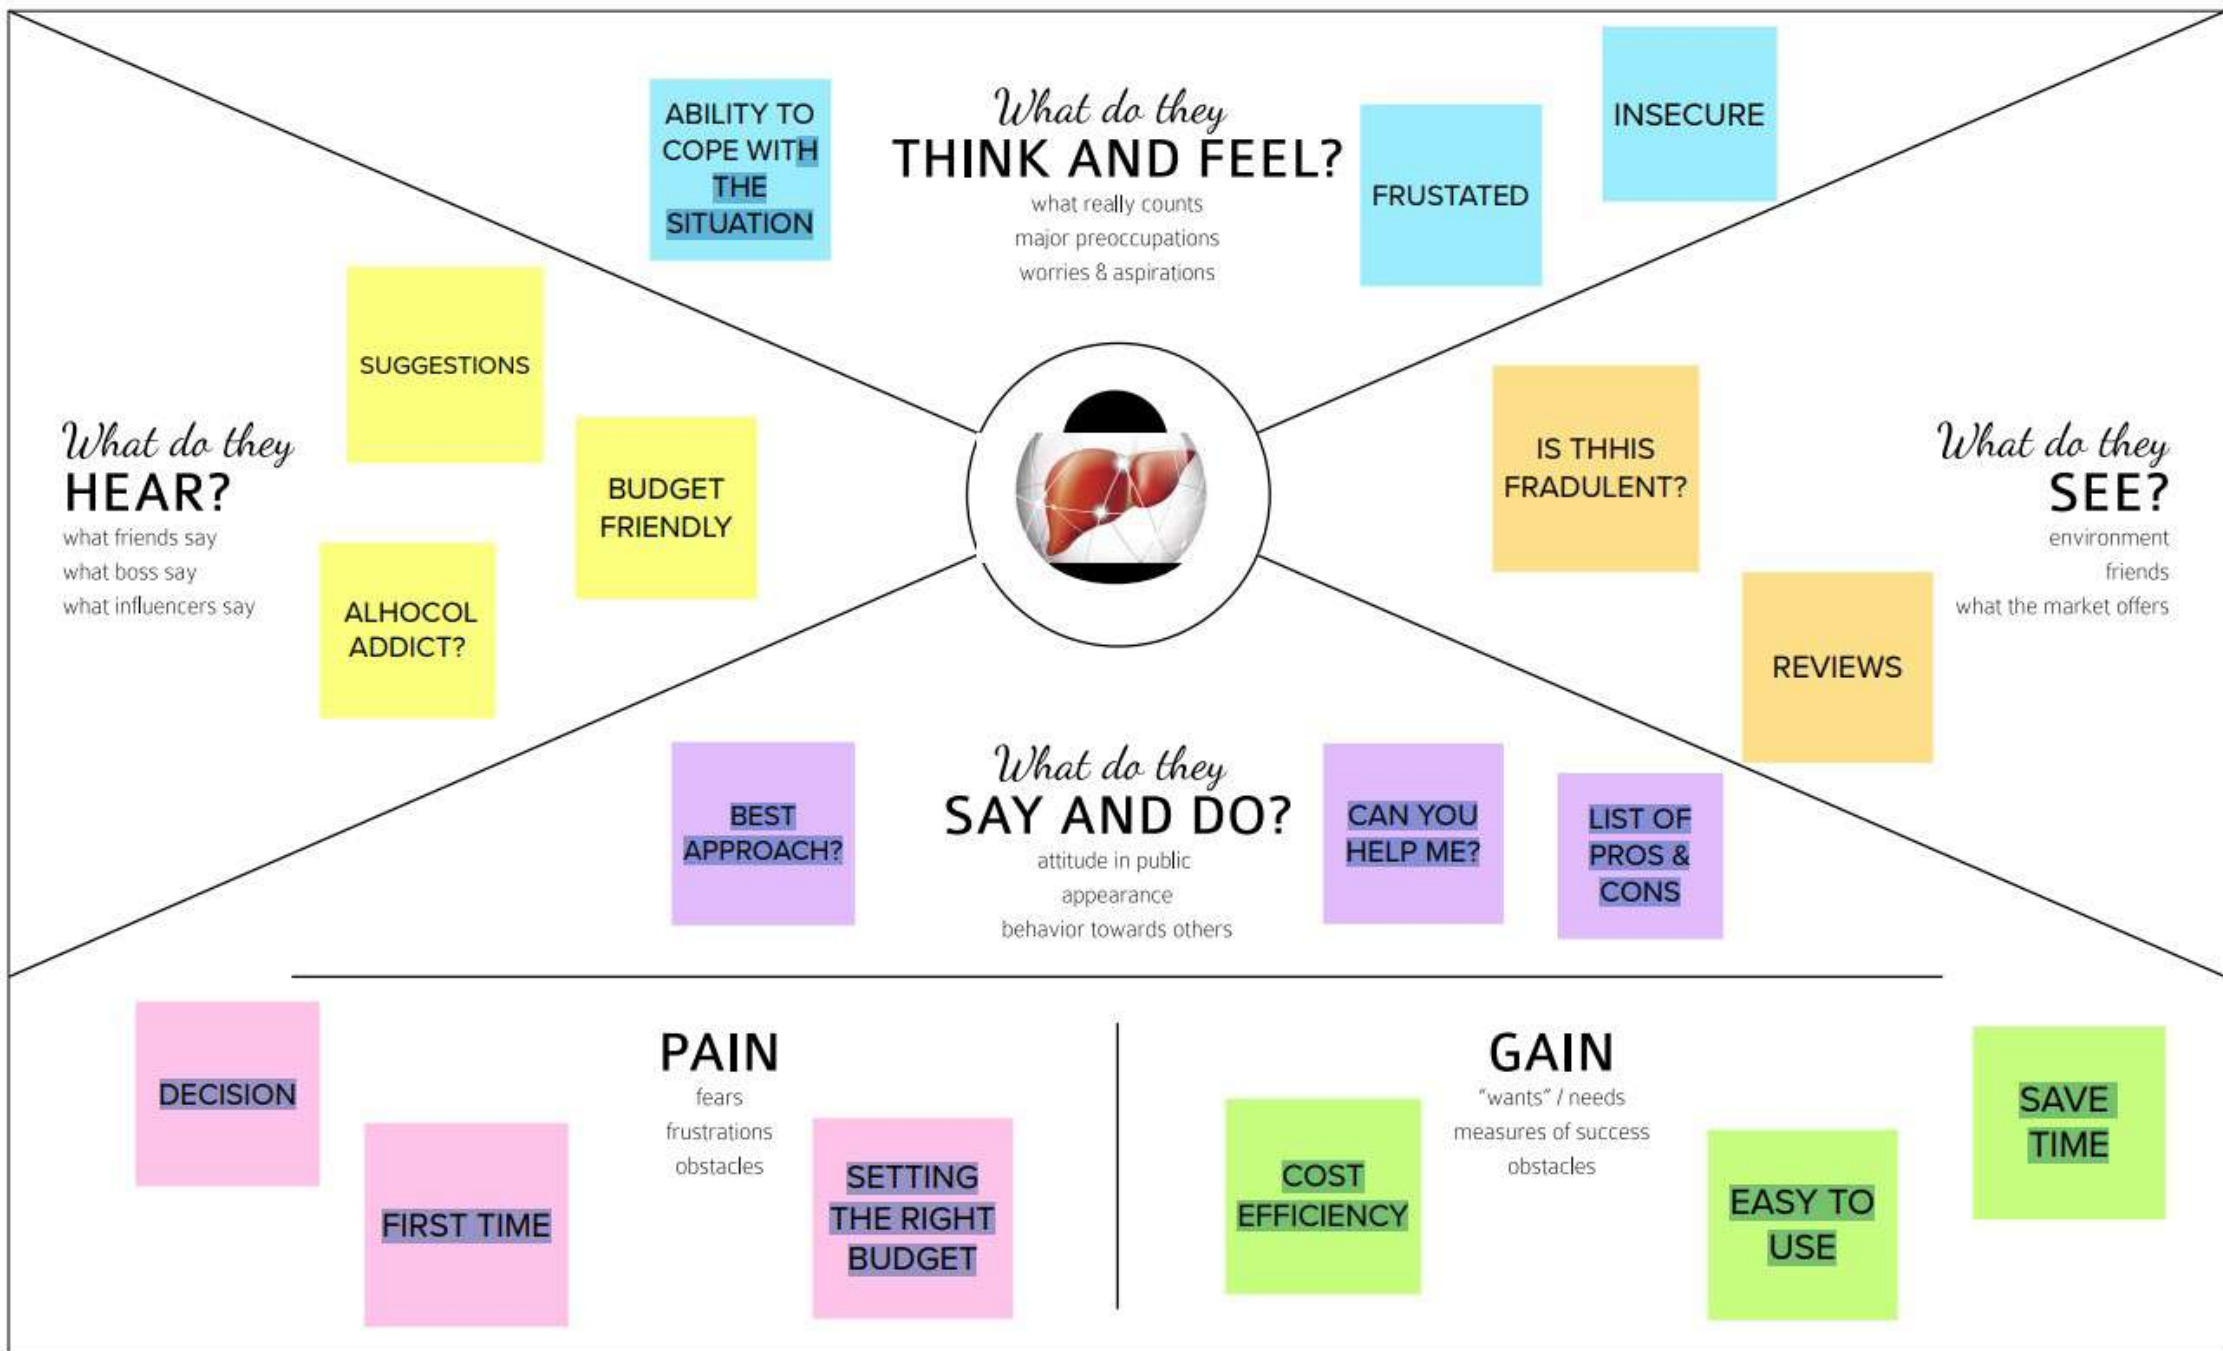 ABILITY TO
COPE WITH
THE
SITUATION
What do they
THINK AND FEEL?
what really counts
major preoccupations
worries & aspirations
FRUSTATED
INSECURE
What do they
HEAR?
what friends say
what boss say
what influencers say
SUGGESTIONS
BUDGET
FRIENDLY
ALHOCOL
ADDICT?
IS THHIS
FRADULENT?
REVIEWS
What do they
SEE?
environment
friends
what the market offers
BEST
APPROACH?
What do they
SAY AND DO?
attitude in public
appearance
behavior towards others
CAN YOU
HELP ME?
LIST OF
PROS &
CONS
DECISION
FIRST TIME
PAIN
fears
frustrations
obstacles
SETTING
THE RIGHT
BUDGET
COST
EFFICIENCY
GAIN
"wants" / needs
measures of success
obstacles
EASY TO
USE
SAVE
TIME